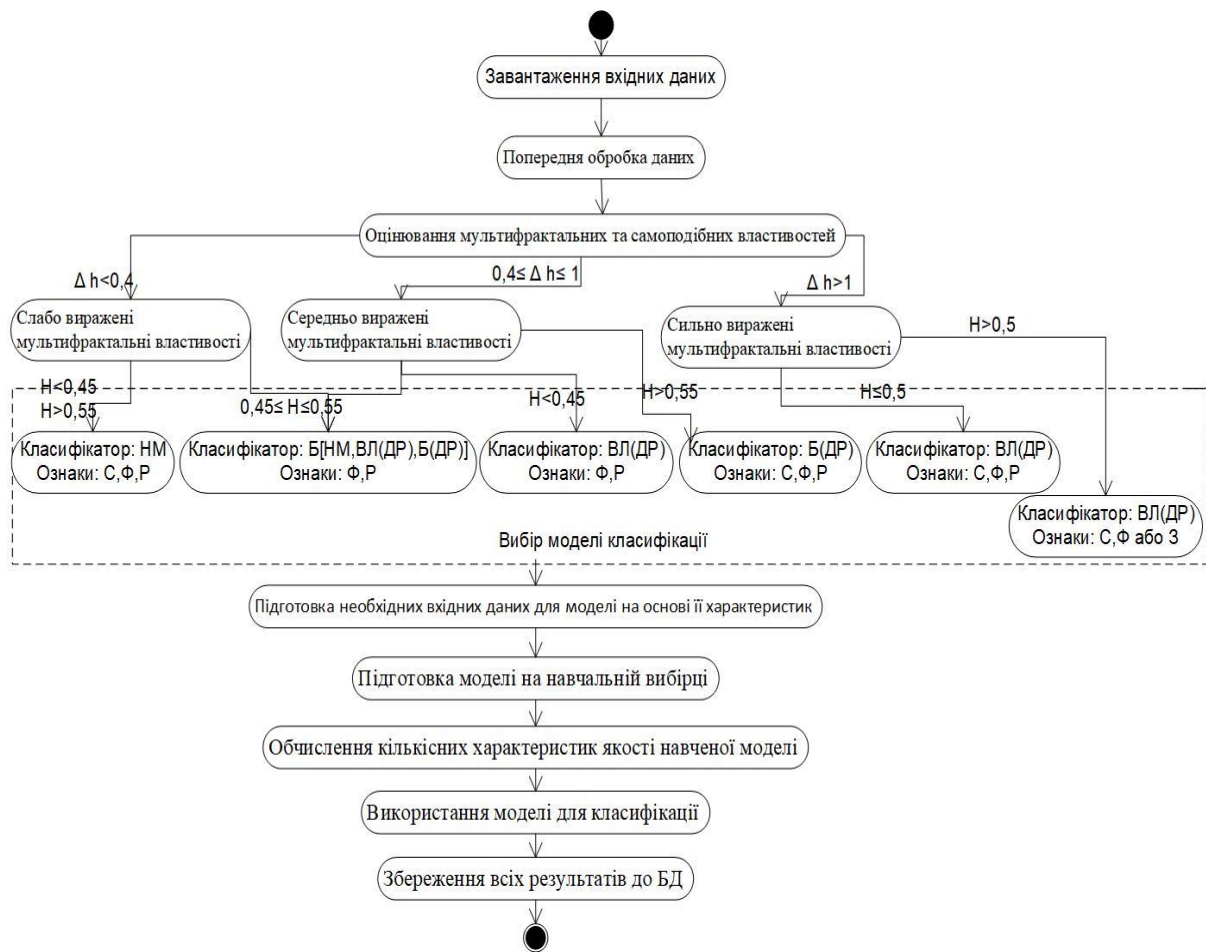 Завантаження вхідних даних
Попередня обробка даних
Оцінювання мультифрактальних та самоподібних властивостей
Δ h<0,4
0,4≤ Δ h≤ 1
Δ h>1
Слабо виражені
мультифрактальні властивості
Середньо виражені
мультифрактальні властивості
Сильно виражені
мультифрактальні властивості
H>0,5
H<0,45
H>0,55
0,45≤ H≤0,55
H<0,45
H>0,55
H≤0,5
Класифікатор: НМ
Ознаки: С,Ф,Р
Класифікатор: Б[НМ,ВЛ(ДР),Б(ДР)]
Ознаки: Ф,Р
Класифікатор: ВЛ(ДР)
Ознаки: Ф,Р
Класифікатор: Б(ДР)
Ознаки: С,Ф,Р
Класифікатор: ВЛ(ДР)
Ознаки: С,Ф,Р
Класифікатор: ВЛ(ДР)
Ознаки: С,Ф або З
Вибір моделі класифікації
Підготовка необхідних вхідних даних для моделі на основі її характеристик
Підготовка моделі на навчальній вибірці
Обчислення кількісних характеристик якості навченої моделі
Використання моделі для класифікації
Збереження всіх результатів до БД